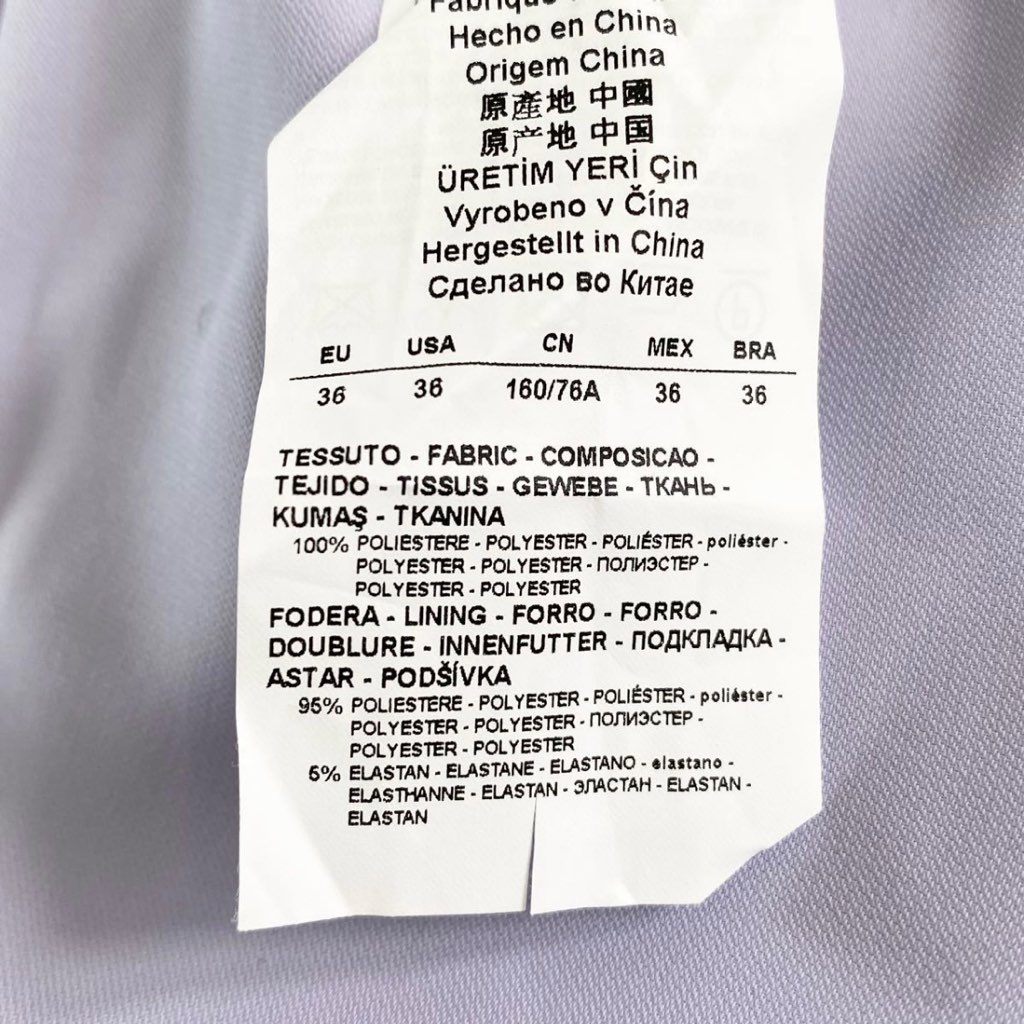 Hecho en China
Origem China
原產地 中國
原产地 中国
ÜRETİM YERİ Çin
Vyrobeno v Čína
Hergestellt in China
Сделано во Китае
EU USA CN MEX BRA
36 36 160/76A 36 36
TESSUTO - FABRIC - COMPOSICAO -
TEJIDO - TISSUS - GEWEBE - ТКАНЬ -
KUMAŞ - TKANINA
100% POLIESTERE - POLYESTER - POLIÉSTER - poliéster -
POLYESTER - POLYESTER - ПОЛИЭСТЕР -
POLYESTER - POLYESTER
FODERA - LINING - FORRO - FORRO -
DOUBLURE - INNENFUTTER - ПОДКЛАДКА -
ASTAR - PODŠÍVKA
95% POLIESTERE - POLYESTER - POLIÉSTER - poliéster -
POLYESTER - POLYESTER - ПОЛИЭСТЕР -
POLYESTER - POLYESTER
5% ELASTAN - ELASTANE - ELASTANO - elastano -
ELASTHANNE - ELASTAN - ЭЛАСТАН - ELASTAN -
ELASTAN